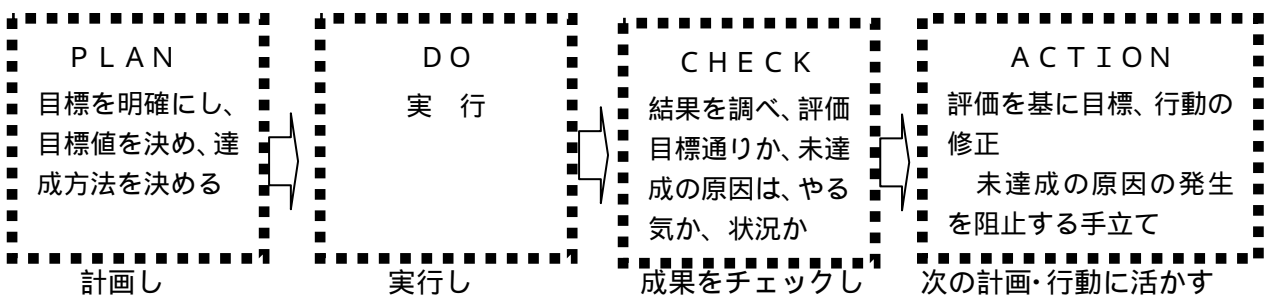 ＰＬＡＮ
目標を明確にし、
目標値を決め、達
成方法を決める
計画し
ＤＯ
実　行
実行し
ＣＨＥＣＫ
結果を調べ、評価
目標通りか、未達
成の原因は、やる
気か、状況か
成果をチェックし
ＡＣＴＩＯＮ
評価を基に目標、行動の
修正
　未達成の原因の発生
を阻止する手立て
次の計画・行動に活かす